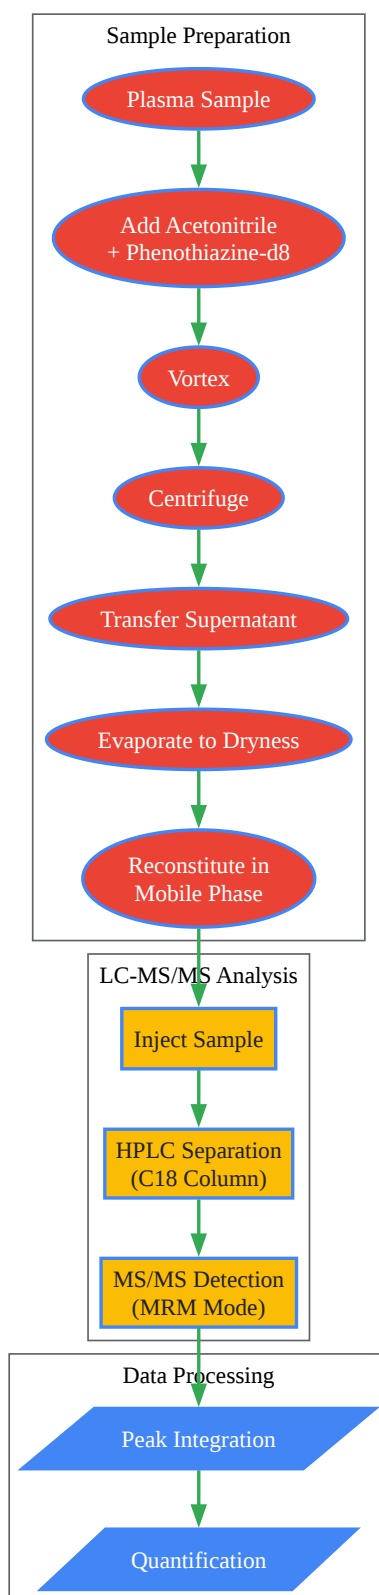 Sample Preparation
Plasma Sample
Add Acetonitrile
+ Phenothiazine-d8
Vortex
Centrifuge
Transfer Supernatant
Evaporate to Dryness
Reconstitute in
Mobile Phase
LC-MS/MS Analysis
Inject Sample
HPLC Separation
(C18 Column)
MS/MS Detection
(MRM Mode)
Data Processing
Peak Integration
Quantification